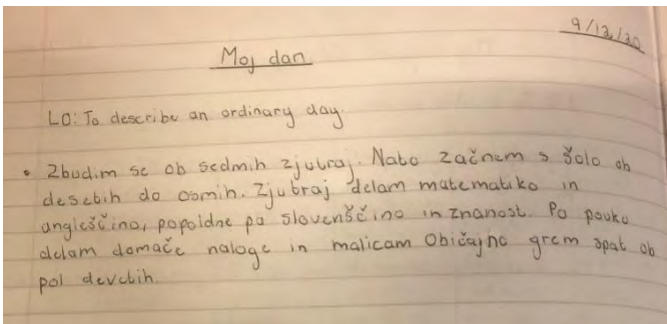 9/12/20
Moj dan
LO: To describe an ordinary day.
• Zbudim se ob sedmih zjutraj. Nato začnem s šolo ob
desetih do osmih. Zjutraj delam matematiko in
angleščino, popoldne pa slovenščino in znanost. Po pouku
delam domače naloge in malicam Običajno grem spat ob
pol devetih.